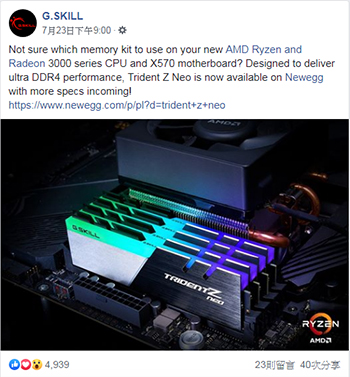 G.SKILL
7月23日下午9:00
Not sure which memory kit to use on your new AMD Ryzen and
Radeon 3000 series CPU and X570 motherboard? Designed to deliver
ultra DDR4 performance, Trident Z Neo is now available on Newegg
with more specs incoming!
https://www.newegg.com/p/pl?d=trident+z+neo
G.SKILL
TRIDENTZ
neo
RYZEN
AMD
4,939
23則留言 40次分享